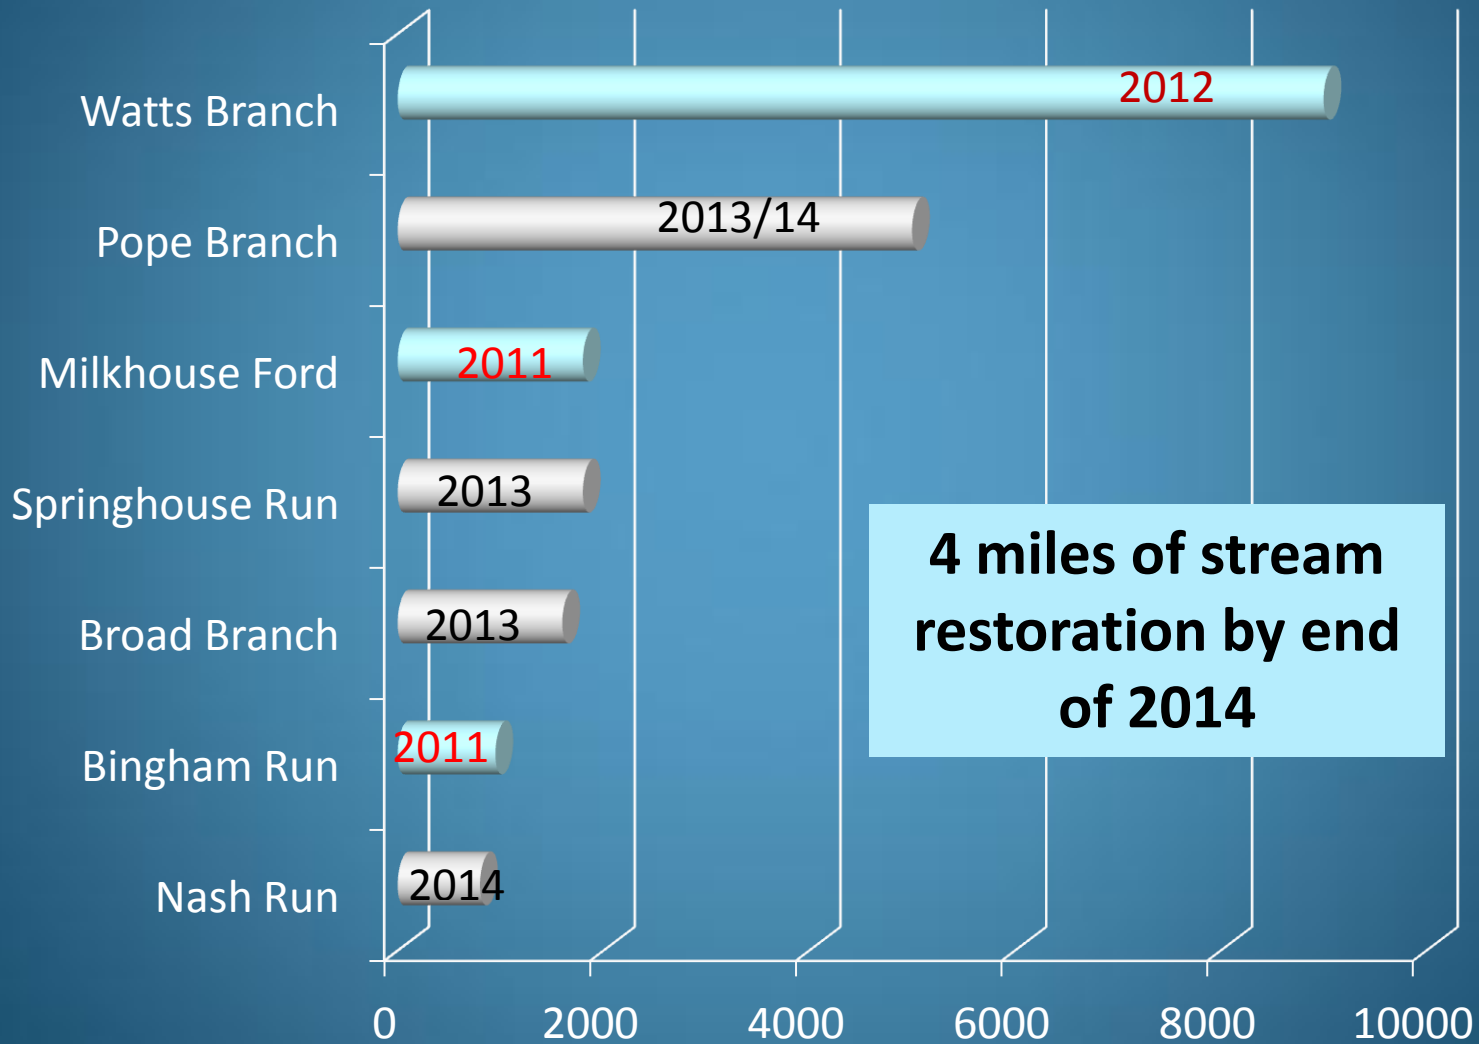 Watts Branch
2012
Pope Branch
2013/14
Milkhouse Ford
2011
Springhouse Run
2013
Broad Branch
2013
Bingham Run
2011
Nash Run
2014
4 miles of stream
restoration by end
of 2014
0 2000 4000 6000 8000 10000